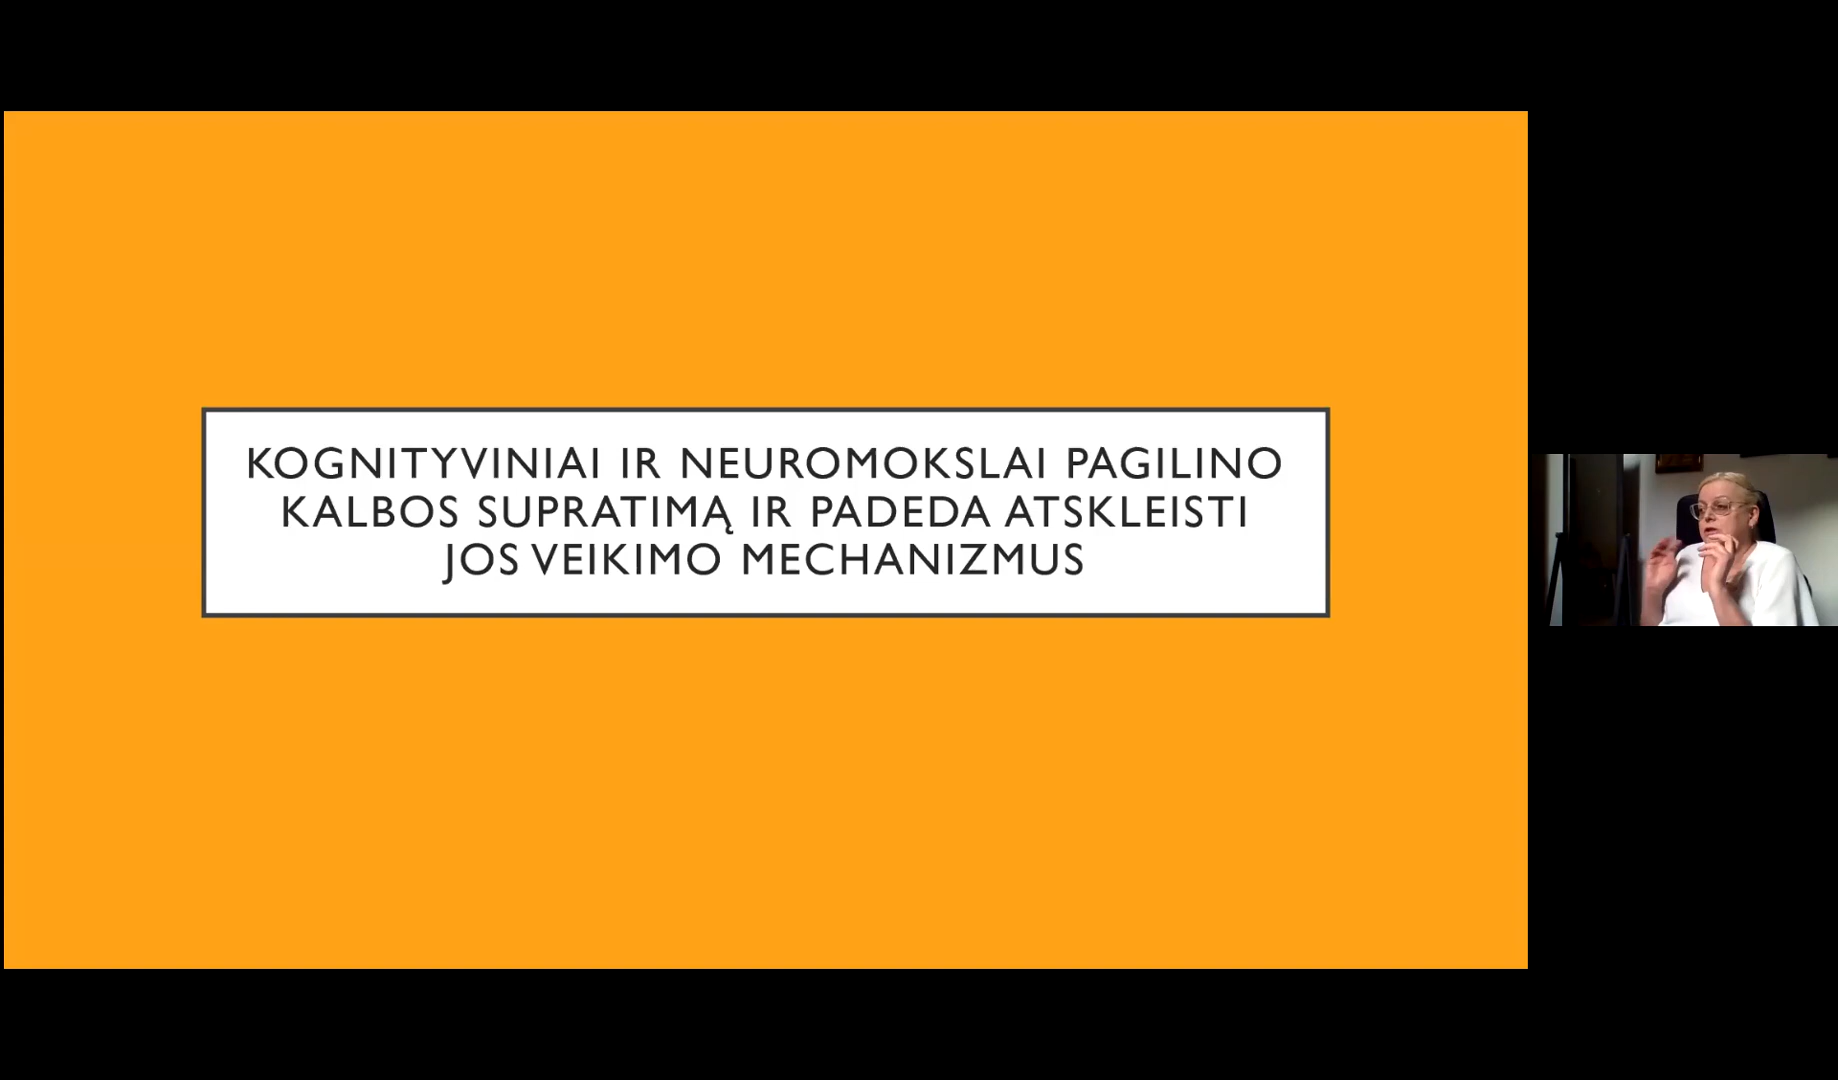 KOGNITYVINIAI IR NEUROMOKSLAI PAGILINO
KALBOS SUPRATIMĄ IR PADEDA ATSKLEISTI
JOS VEIKIMO MECHANIZMUS